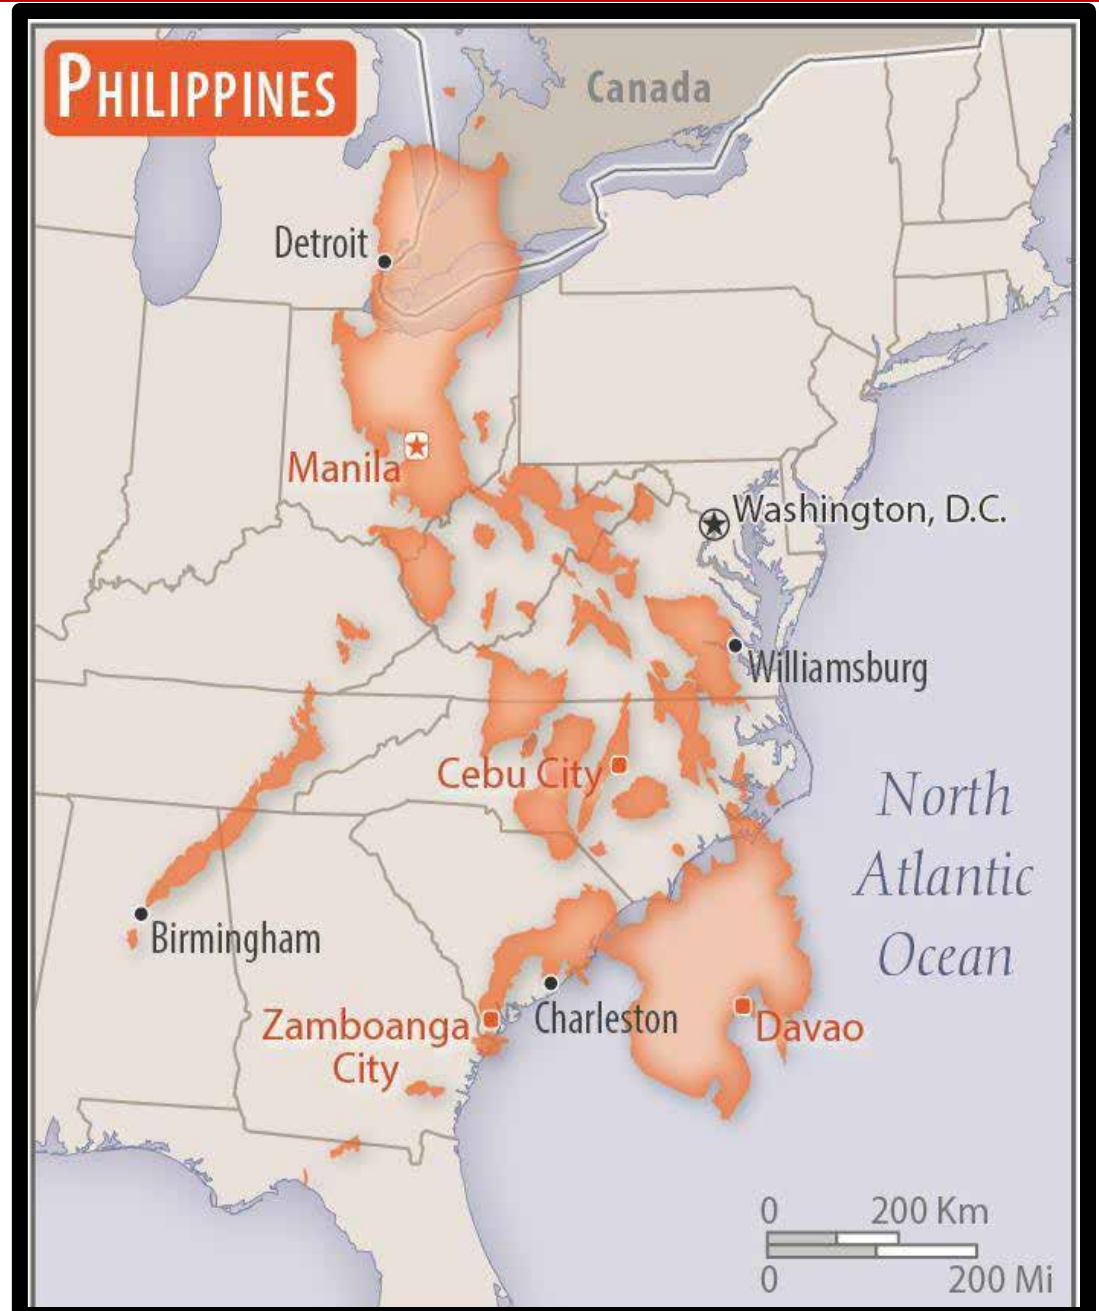 PHILIPPINES
Canada
Detroit
Manila
Washington, D.C.
Williamsburg
Cebu City
North
Atlantic
Ocean
Birmingham
Charleston
Zamboanga
City
Davao
0 200 Km
0 200 Mi